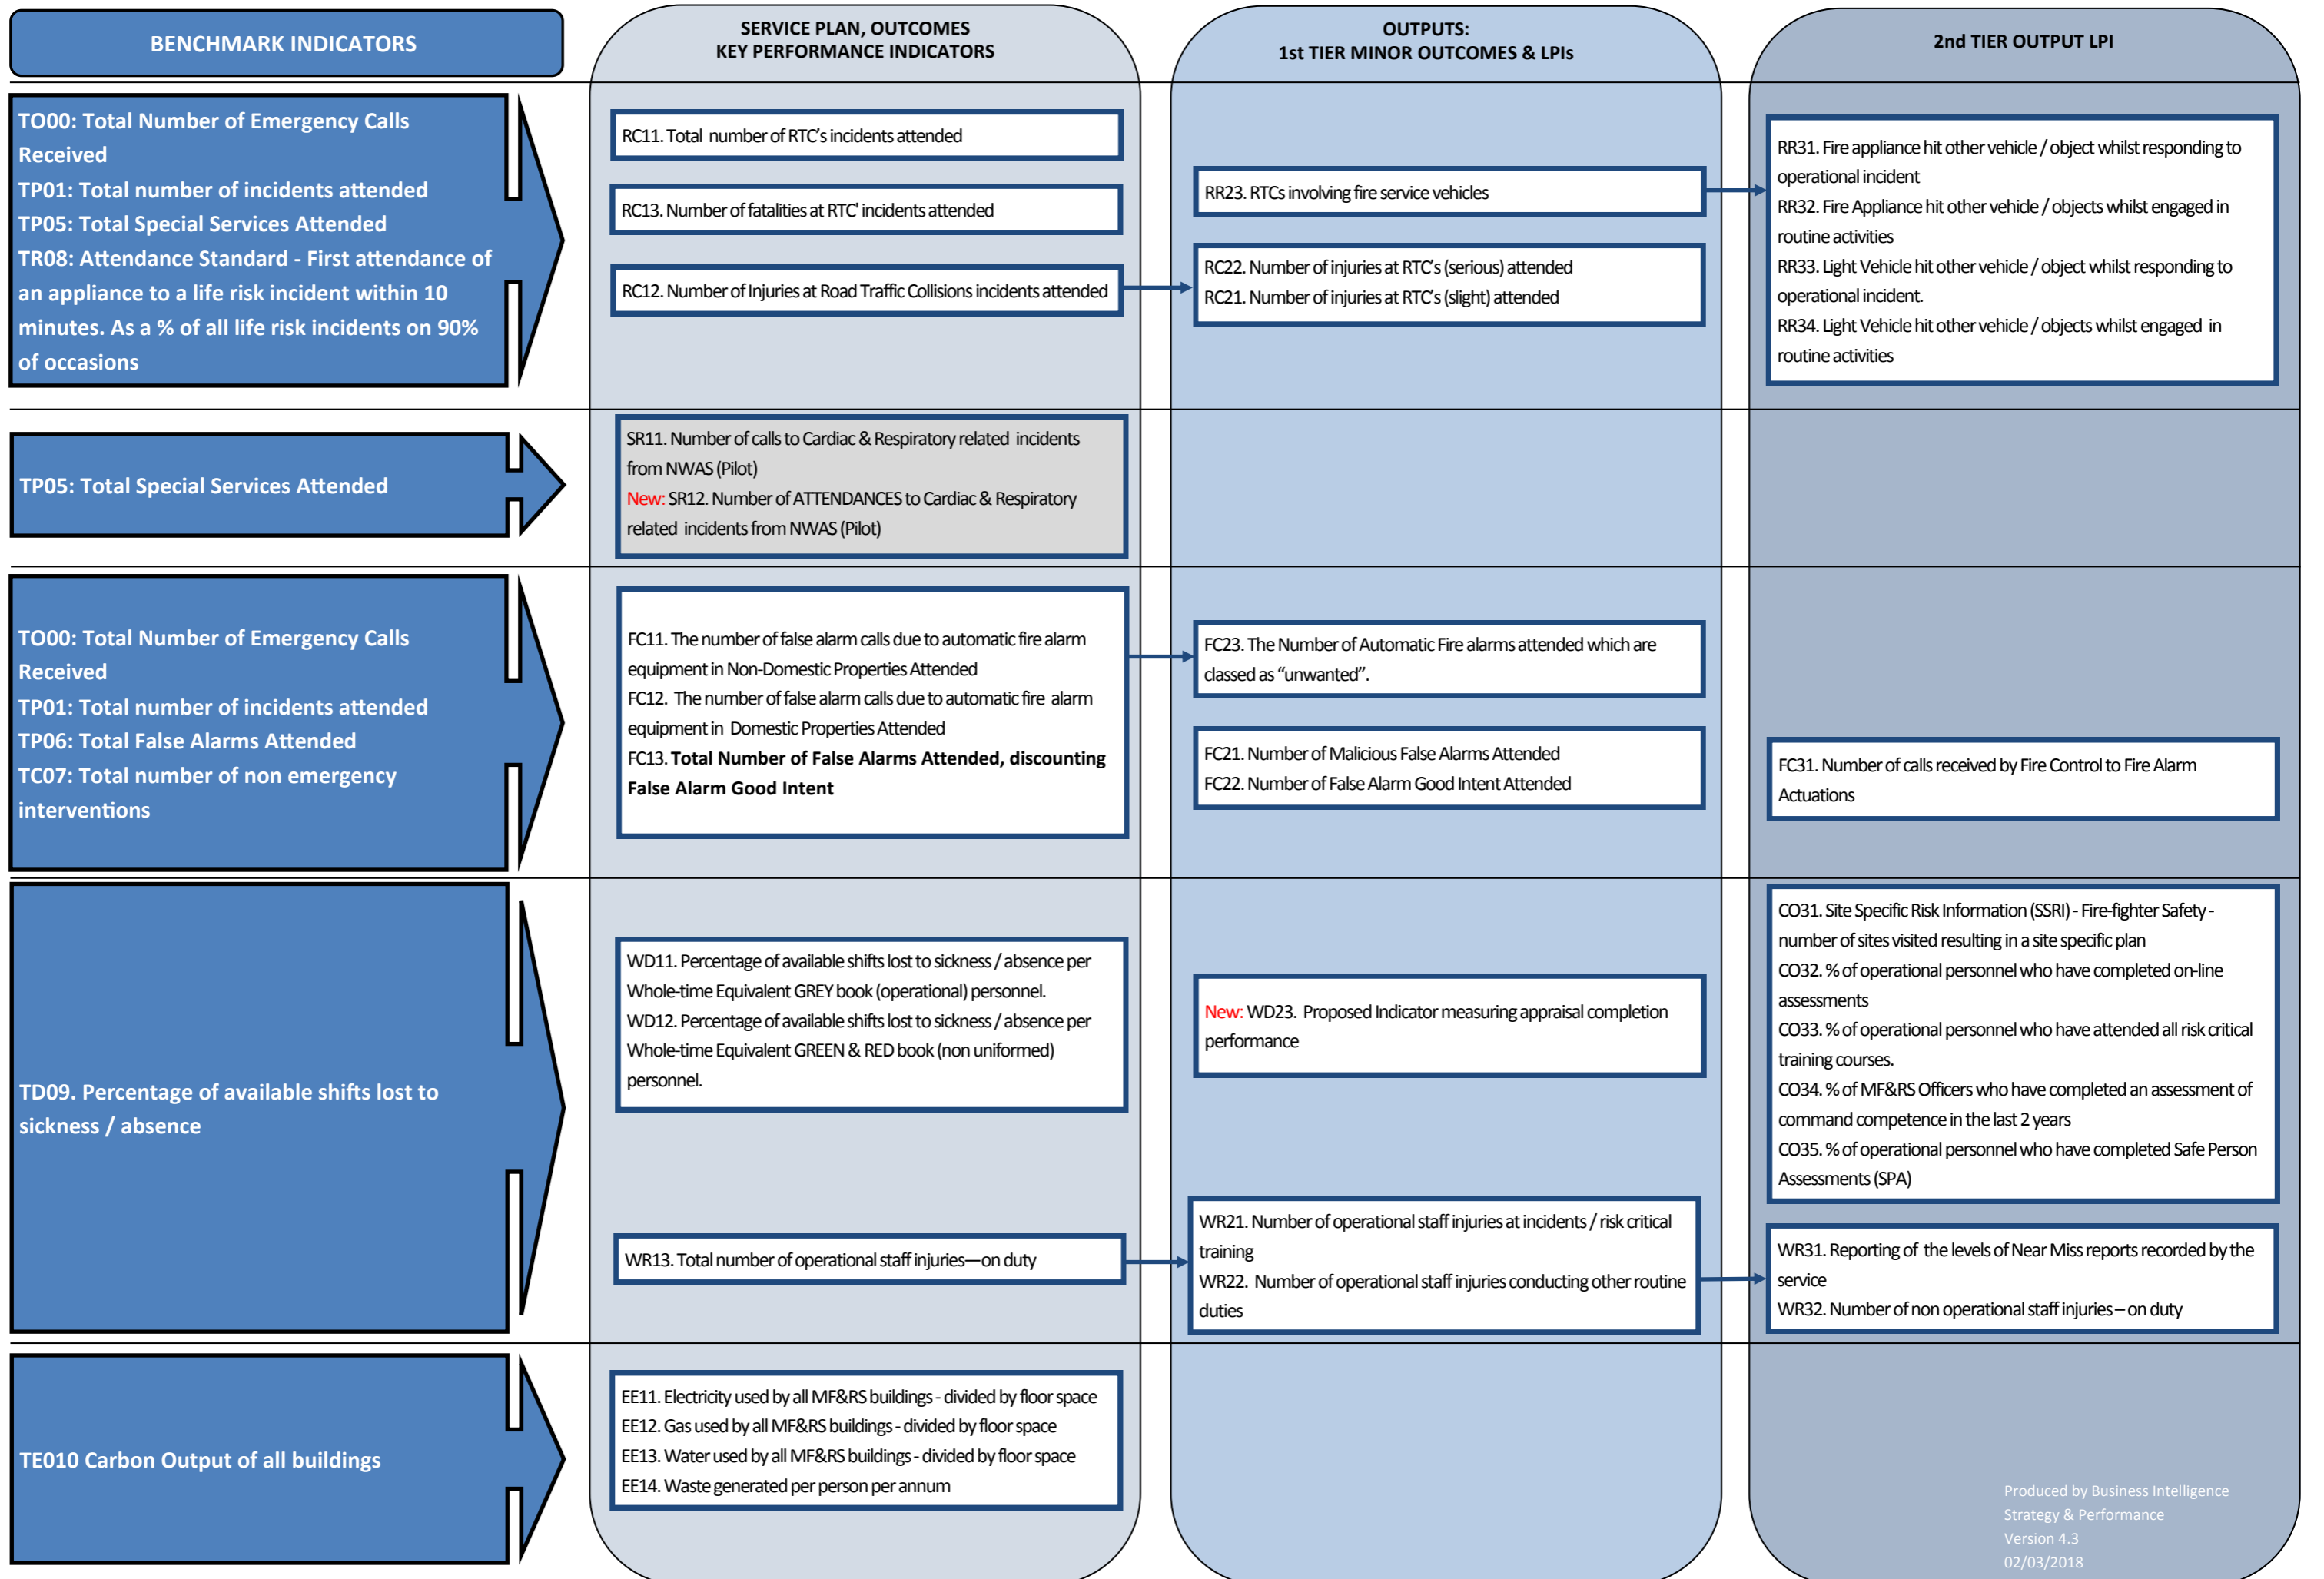 BENCHMARK INDICATORS
SERVICE PLAN, OUTCOMES
KEY PERFORMANCE INDICATORS
OUTPUTS:
1st TIER MINOR OUTCOMES & LPIs
2nd TIER OUTPUT LPI
TO00: Total Number of Emergency Calls
Received
TP01: Total number of incidents attended
TP05: Total Special Services Attended
TR08: Attendance Standard - First attendance of
an appliance to a life risk incident within 10
minutes. As a % of all life risk incidents on 90%
of occasions
RC11. Total number of RTC's incidents attended
RC13. Number of fatalities at RTC' incidents attended
RC12. Number of Injuries at Road Traffic Collisions incidents attended
RR23. RTCs involving fire service vehicles
RC22. Number of injuries at RTC's (serious) attended
RC21. Number of injuries at RTC's (slight) attended
RR31. Fire appliance hit other vehicle / object whilst responding to
operational incident
RR32. Fire Appliance hit other vehicle / objects whilst engaged in
routine activities
RR33. Light Vehicle hit other vehicle / object whilst responding to
operational incident.
RR34. Light Vehicle hit other vehicle / objects whilst engaged in
routine activities
TP05: Total Special Services Attended
SR11. Number of calls to Cardiac & Respiratory related incidents
from NWAS (Pilot)
New: SR12. Number of ATTENDANCES to Cardiac & Respiratory
related incidents from NWAS (Pilot)
TO00: Total Number of Emergency Calls
Received
TP01: Total number of incidents attended
TP06: Total False Alarms Attended
TC07: Total number of non emergency
interventions
FC11. The number of false alarm calls due to automatic fire alarm
equipment in Non-Domestic Properties Attended
FC12. The number of false alarm calls due to automatic fire alarm
equipment in Domestic Properties Attended
FC13. Total Number of False Alarms Attended, discounting
False Alarm Good Intent
FC23. The Number of Automatic Fire alarms attended which are
classed as “unwanted”.
FC21. Number of Malicious False Alarms Attended
FC22. Number of False Alarm Good Intent Attended
FC31. Number of calls received by Fire Control to Fire Alarm
Actuations
TD09. Percentage of available shifts lost to
sickness / absence
WD11. Percentage of available shifts lost to sickness / absence per
Whole-time Equivalent GREY book (operational) personnel.
WD12. Percentage of available shifts lost to sickness / absence per
Whole-time Equivalent GREEN & RED book (non uniformed)
personnel.
WR13. Total number of operational staff injuries—on duty
New: WD23. Proposed Indicator measuring appraisal completion
performance
WR21. Number of operational staff injuries at incidents / risk critical
training
WR22. Number of operational staff injuries conducting other routine
duties
CO31. Site Specific Risk Information (SSRI) - Fire-fighter Safety -
number of sites visited resulting in a site specific plan
CO32. % of operational personnel who have completed on-line
assessments
CO33. % of operational personnel who have attended all risk critical
training courses.
CO34. % of MF&RS Officers who have completed an assessment of
command competence in the last 2 years
CO35. % of operational personnel who have completed Safe Person
Assessments (SPA)
WR31. Reporting of the levels of Near Miss reports recorded by the
service
WR32. Number of non operational staff injuries – on duty
TE010 Carbon Output of all buildings
EE11. Electricity used by all MF&RS buildings - divided by floor space
EE12. Gas used by all MF&RS buildings - divided by floor space
EE13. Water used by all MF&RS buildings - divided by floor space
EE14. Waste generated per person per annum
Produced by Business Intelligence
Strategy & Performance
Version 4.3
02/03/2018